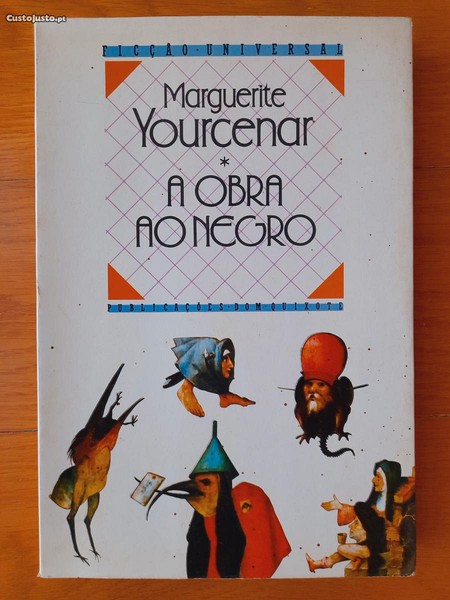 CustoJusto.pt
FICÇÃO·UNIVERSAL
Marguerite
Yourcenar
*
A OBRA
AO NEGRO
PUBLICAÇÕES·DOM·QUIXOTE